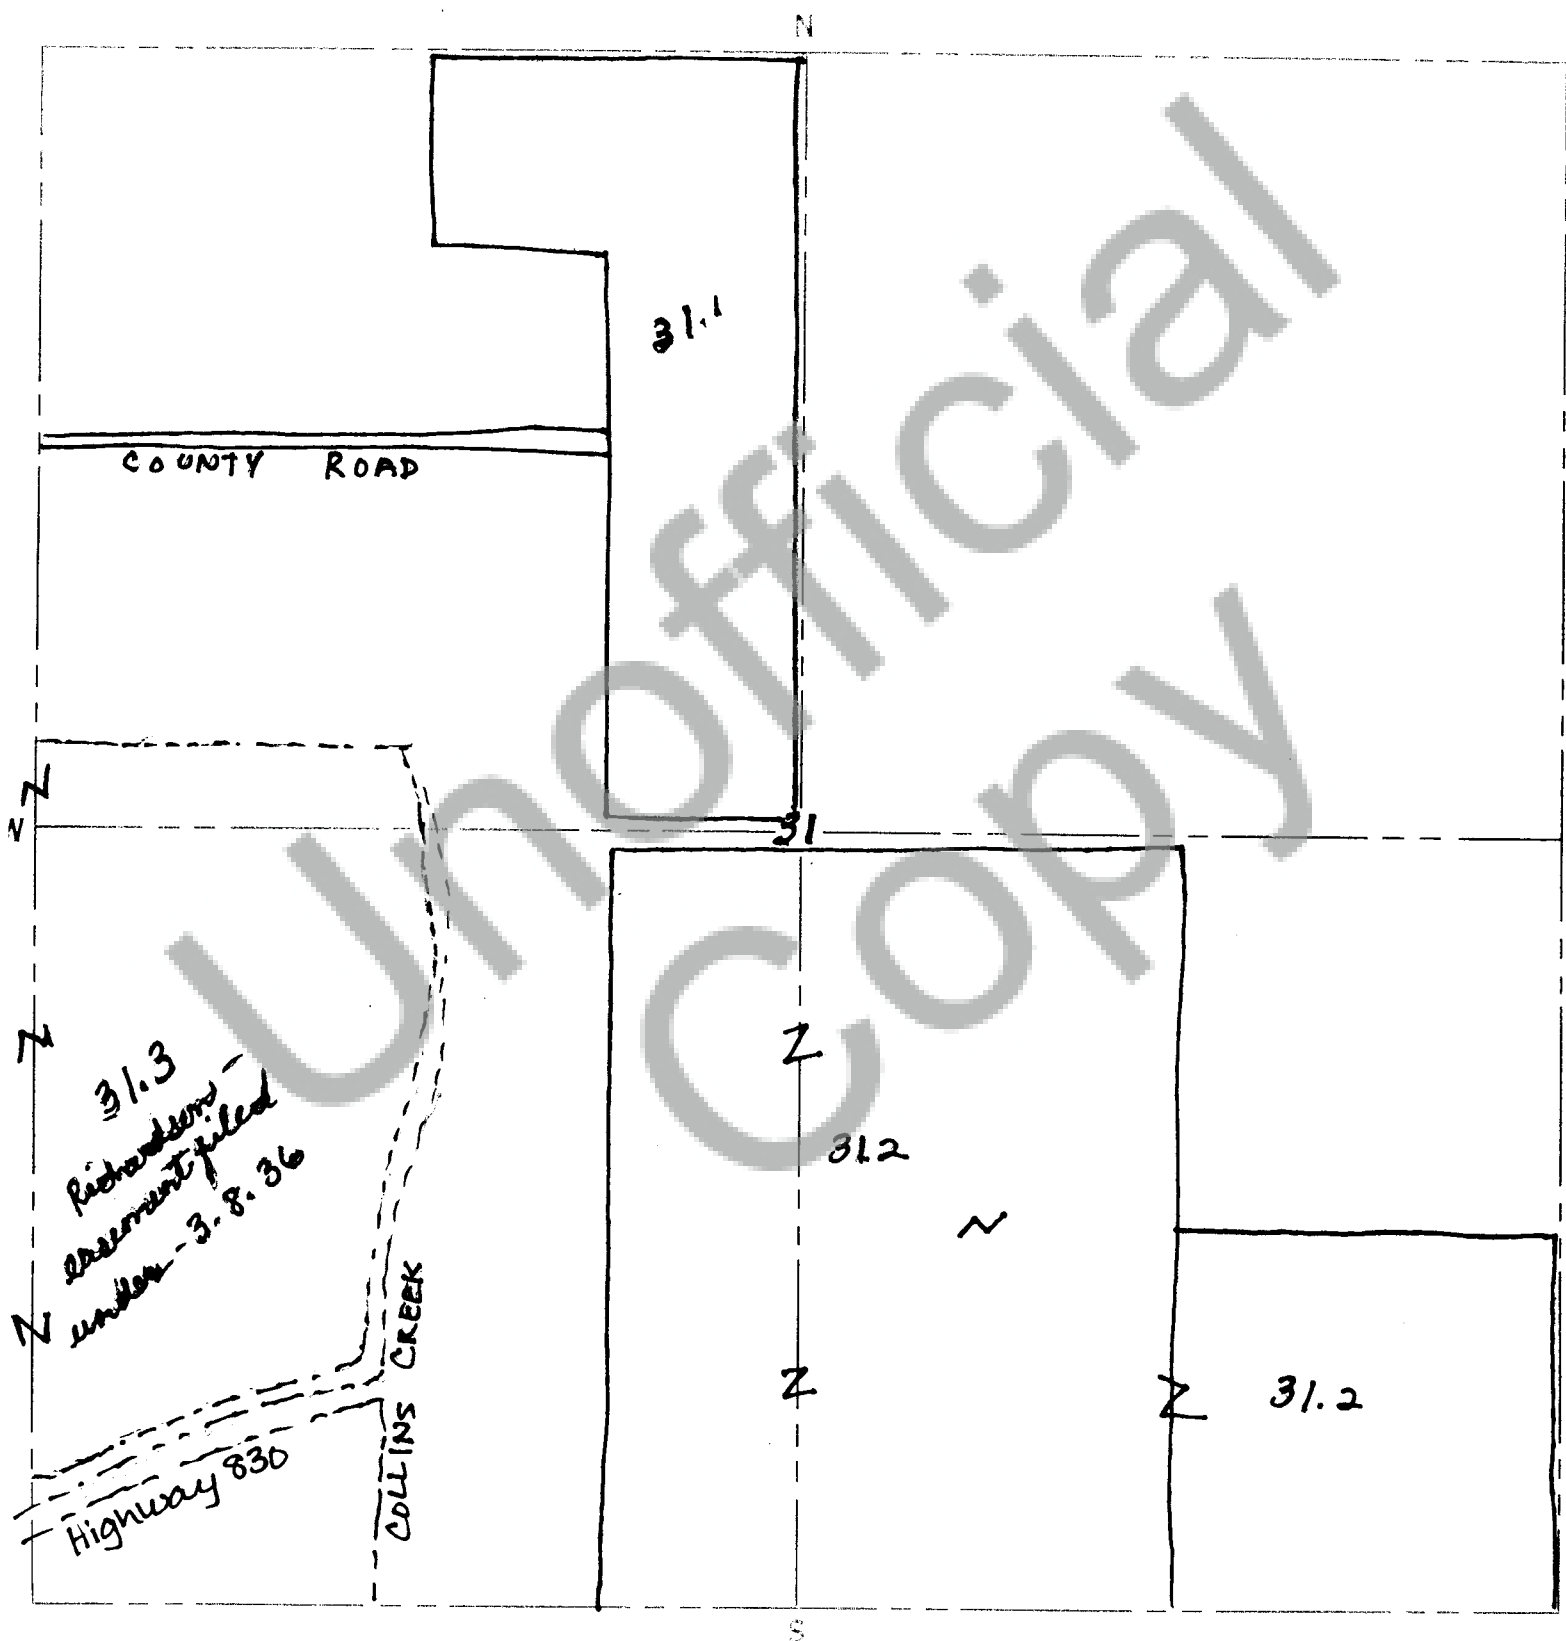 N
31.1
COUNTY ROAD
31
31.3
Richardson -
easement filed
under - 3.8.36
31.2
31.2
COLLINS CREEK
Highway 830
S
Unofficial
Copy